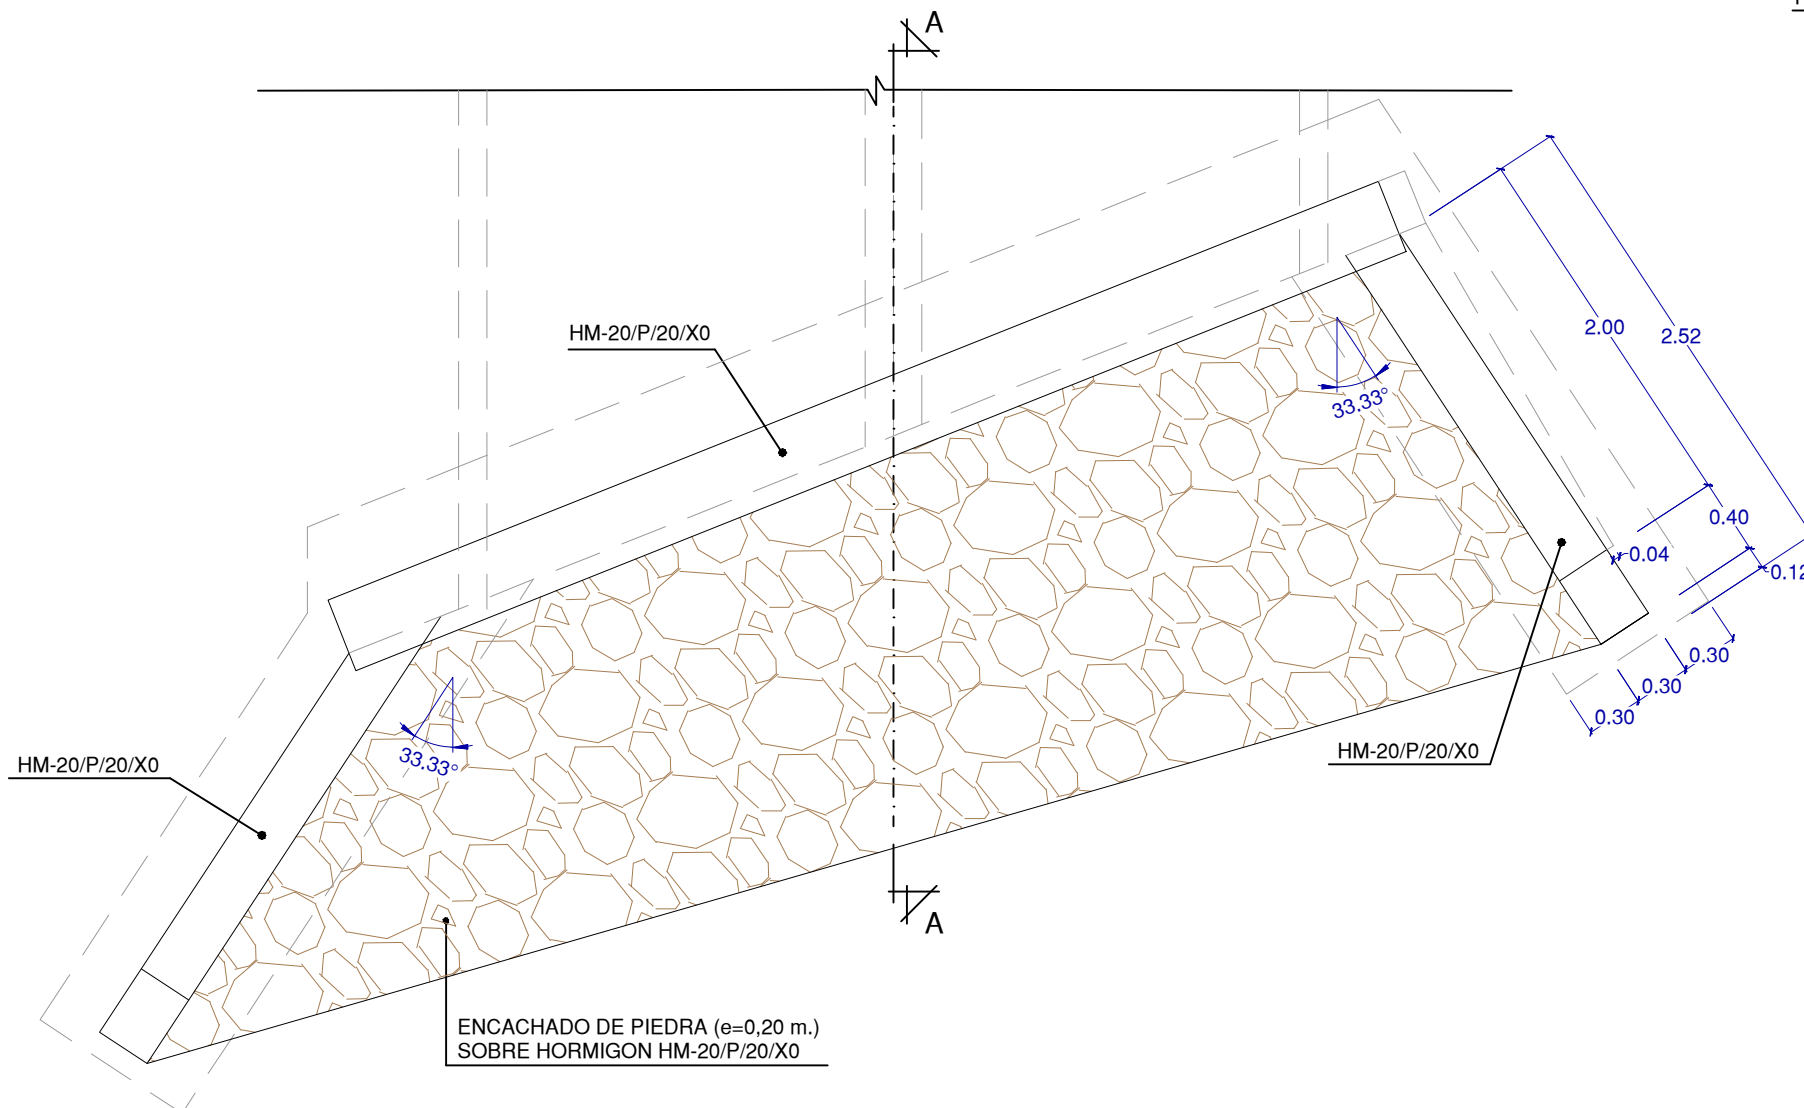 A
HM-20/P/20/X0
33.33°
2.00
2.52
0.40
0.04
0.12
0.30
0.30
0.30
HM-20/P/20/X0
33.33°
HM-20/P/20/X0
A
ENCACHADO DE PIEDRA (e=0,20 m.)
SOBRE HORMIGON HM-20/P/20/X0